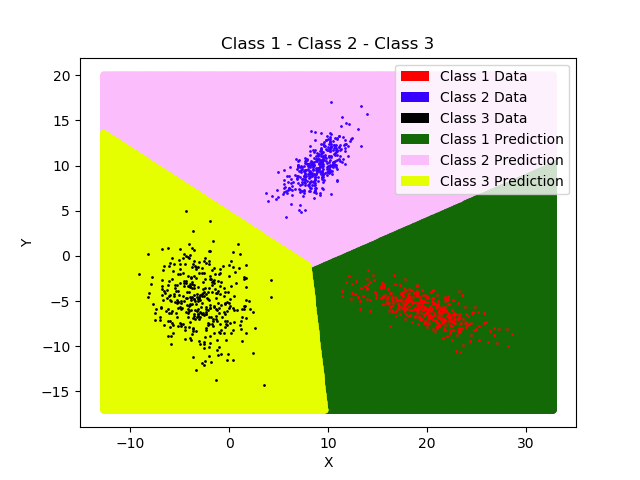 Class 1 - Class 2 - Class 3
Class 1 Data
Class 2 Data
Class 3 Data
Class 1 Prediction
Class 2 Prediction
Class 3 Prediction
20
15
10
5
0
−5
−10
−15
Y
−10
0
10
20
30
X